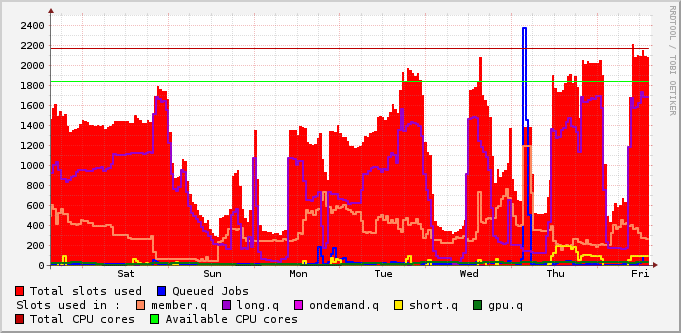 RRDTOOL / TOBI OETIKER
2400
2200
2000
1800
1600
1400
1200
1000
800
600
400
200
0
Sat Sun Mon Tue Wed Thu Fri
Total slots used Queued Jobs
Slots used in : member.q long.q ondemand.q short.q gpu.q
Total CPU cores Available CPU cores